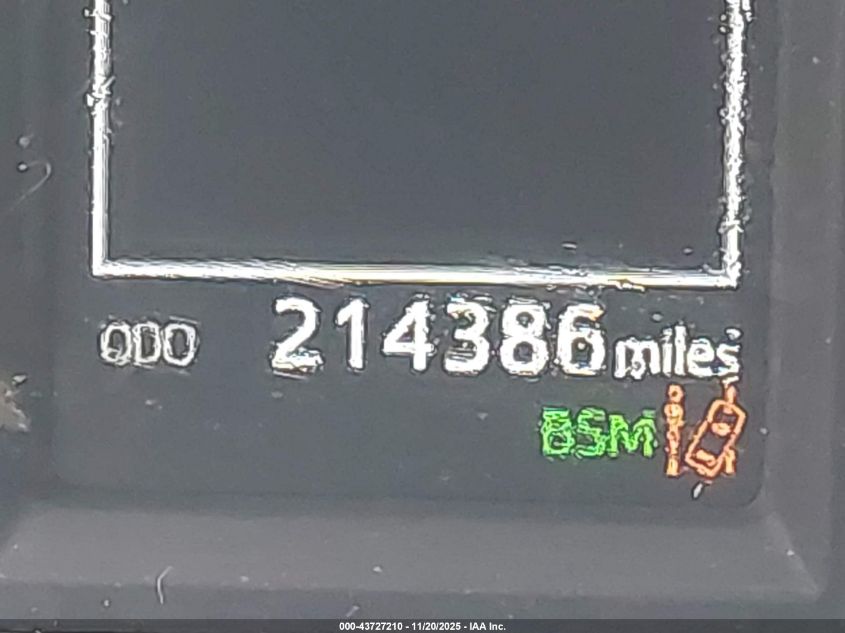 ODO 214386 miles
BSM
000-43727210 - 11/20/2025 - IAA Inc.